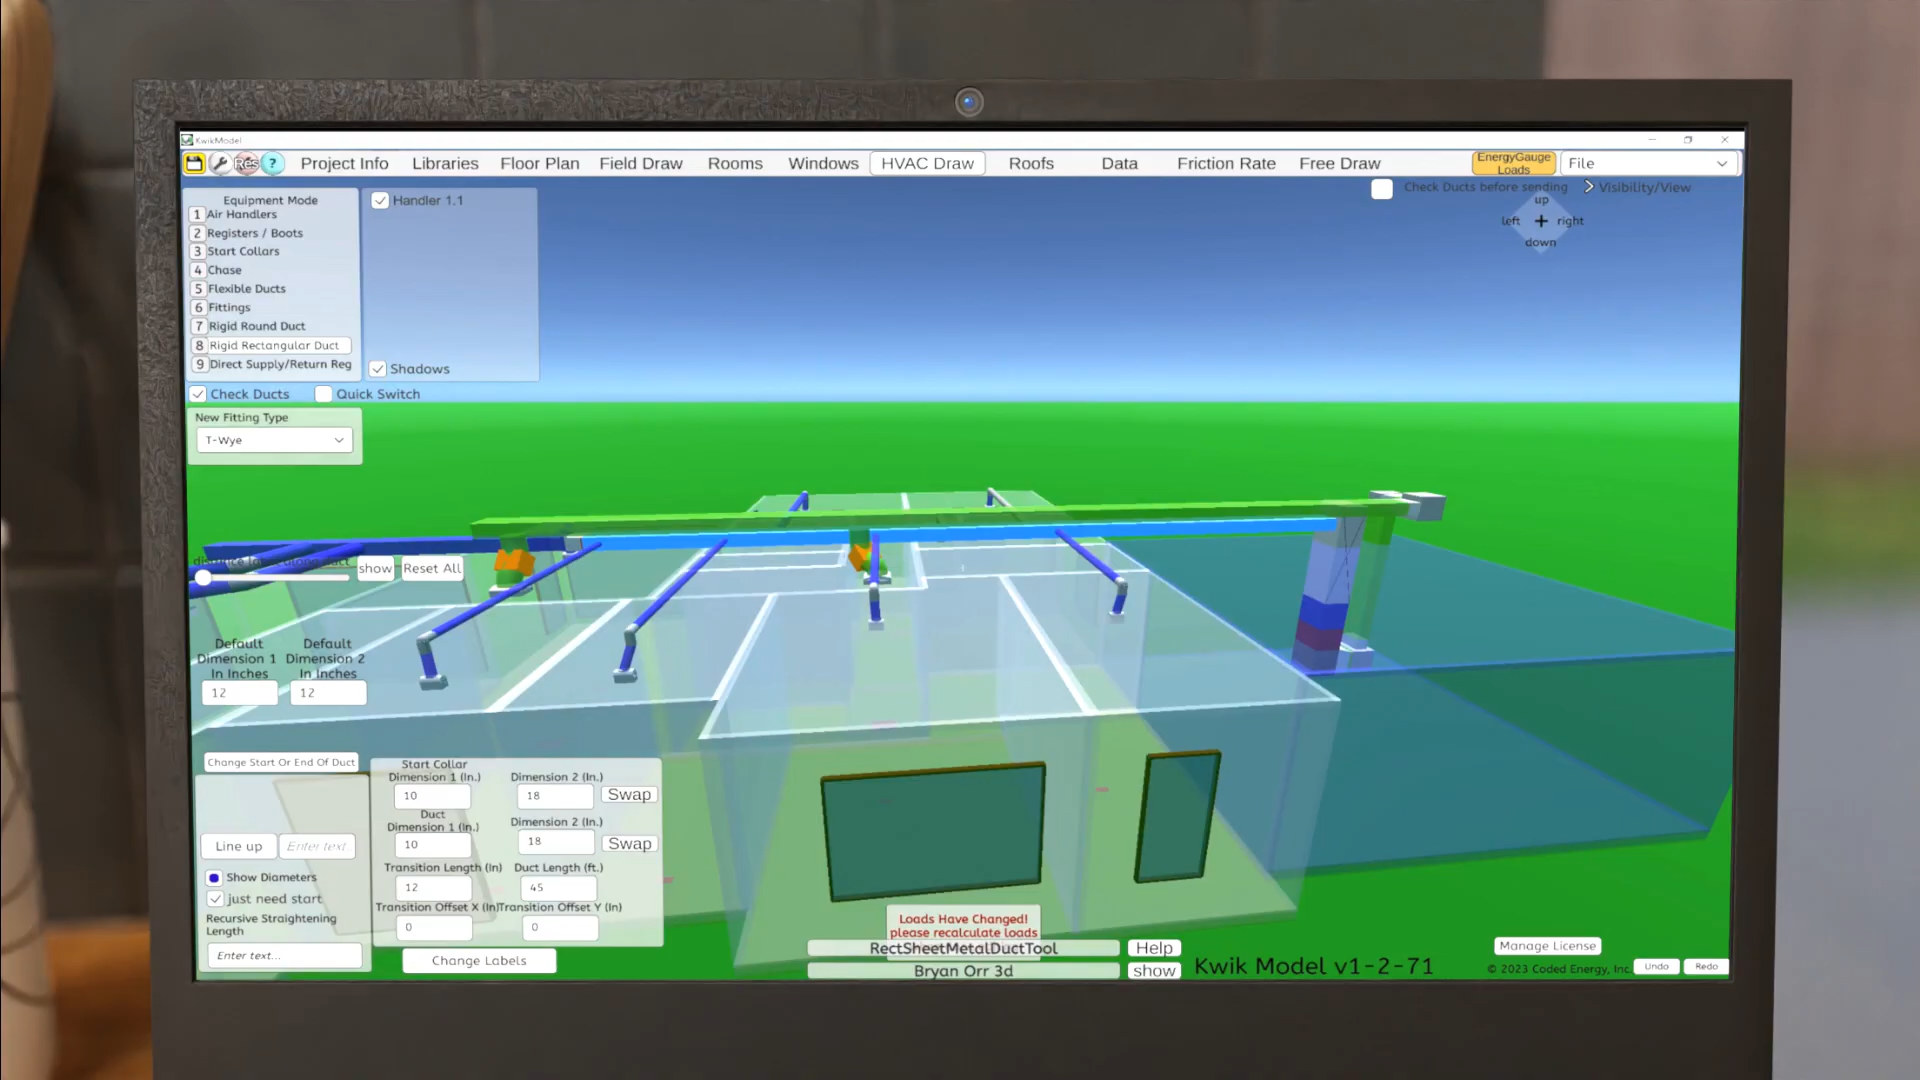 KwikModel
Res ? Project Info Libraries Floor Plan Field Draw Rooms Windows HVAC Draw Roofs Data Friction Rate Free Draw EnergyGauge Loads File
Check Ducts before sending Visibility/View
up
left right
down
Equipment Mode
1 Air Handlers
2 Registers / Boots
3 Start Collars
4 Chase
5 Flexible Ducts
6 Fittings
7 Rigid Round Duct
8 Rigid Rectangular Duct
9 Direct Supply/Return Reg
Handler 1.1
Shadows
Check Ducts Quick Switch
New Fitting Type
T-Wye
show Reset All
Default Dimension 1 In Inches
12
Default Dimension 2 In Inches
12
Change Start Or End Of Duct
Line up Enter text..
Show Diameters
just need start
Recursive Straightening
Length
Enter text...
Start Collar
Dimension 1 (In.) Dimension 2 (In.)
10 18 Swap
Duct
Dimension 1 (In.) Dimension 2 (In.)
10 18 Swap
Transition Length (In) Duct Length (ft.)
12 45
Transition Offset X (In) Transition Offset Y (In)
0 0
Change Labels
Loads Have Changed!
please recalculate loads
RectSheetMetalDuctTool Help
Bryan Orr 3d show
Kwik Model v1-2-71
Manage License
© 2023 Coded Energy, Inc. Undo Redo